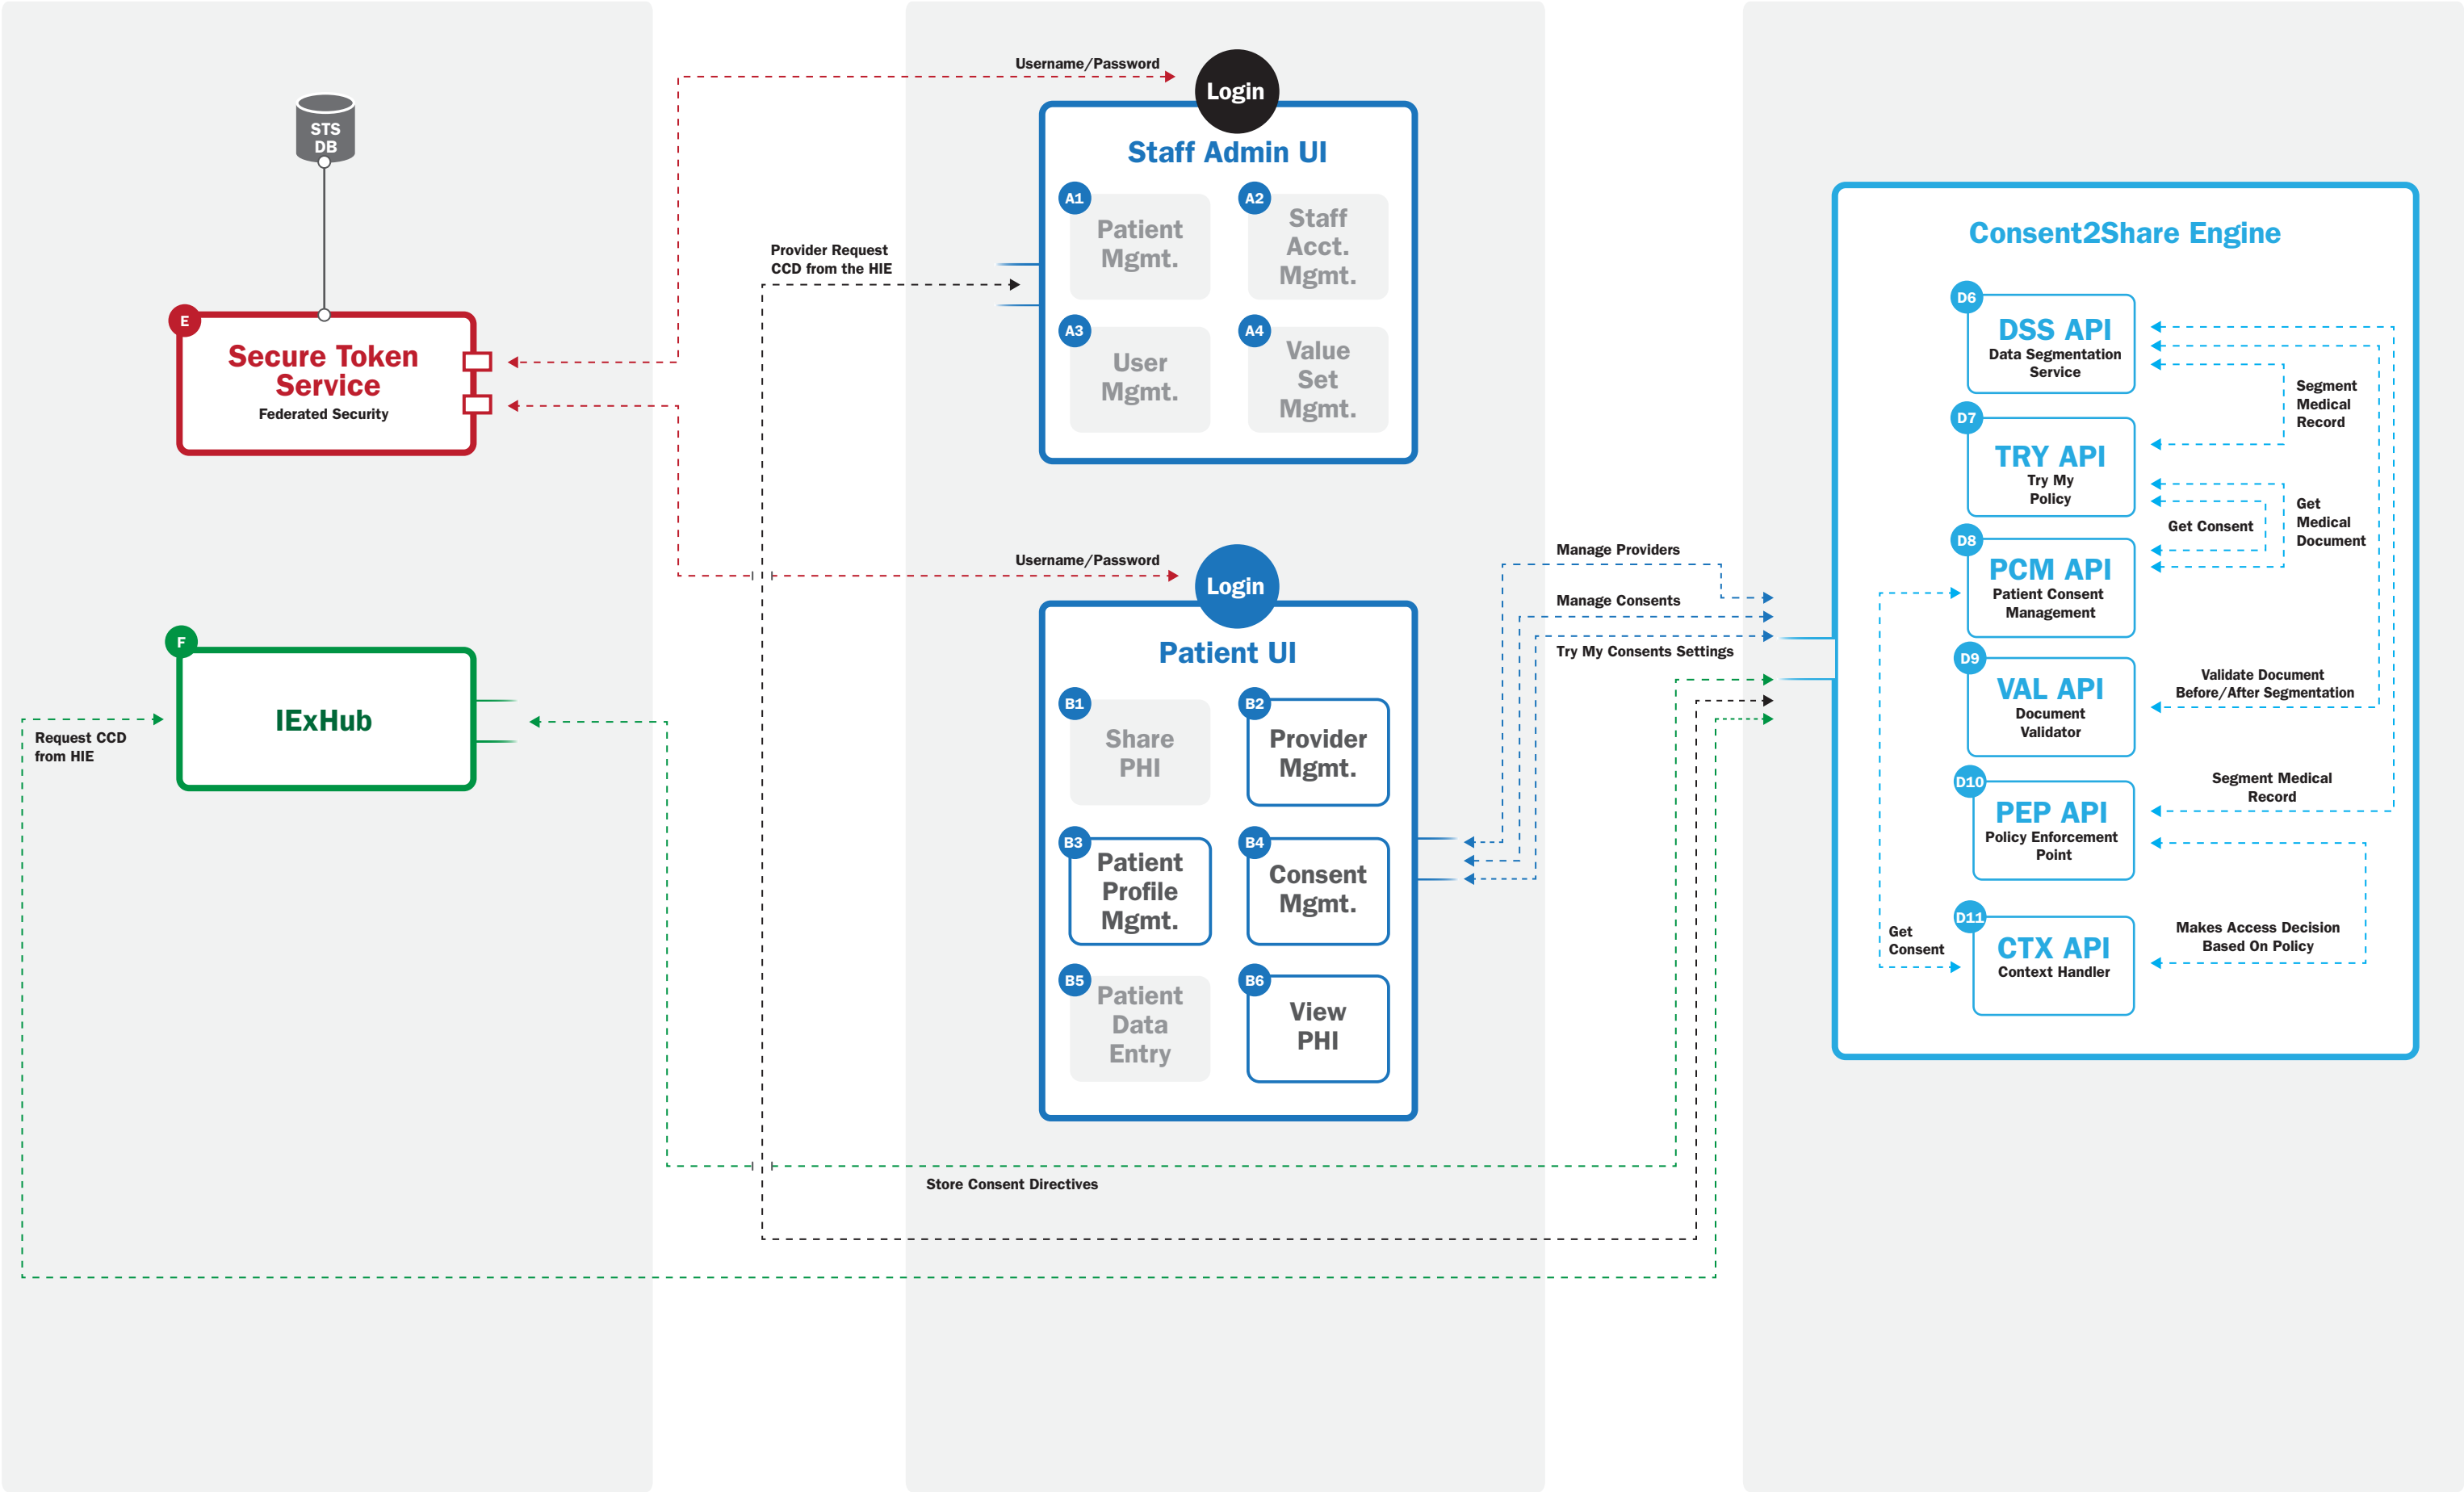 STS
DB
E
Secure Token
Service
Federated Security
F
IExHub
Request CCD
from HIE
Username/Password
Login
Staff Admin UI
A1
Patient
Mgmt.
A2
Staff
Acct.
Mgmt.
A3
User
Mgmt.
A4
Value
Set
Mgmt.
Provider Request
CCD from the HIE
Username/Password
Login
Patient UI
B1
Share
PHI
B2
Provider
Mgmt.
B3
Patient
Profile
Mgmt.
B4
Consent
Mgmt.
B5
Patient
Data
Entry
B6
View
PHI
Store Consent Directives
Manage Providers
Manage Consents
Try My Consents Settings
Consent2Share Engine
D6
DSS API
Data Segmentation
Service
Segment
Medical
Record
D7
TRY API
Try My
Policy
Get Consent
Get
Medical
Document
D8
PCM API
Patient Consent
Management
D9
VAL API
Document
Validator
Validate Document
Before/After Segmentation
D10
PEP API
Policy Enforcement
Point
Segment Medical
Record
D11
CTX API
Context Handler
Get
Consent
Makes Access Decision
Based On Policy